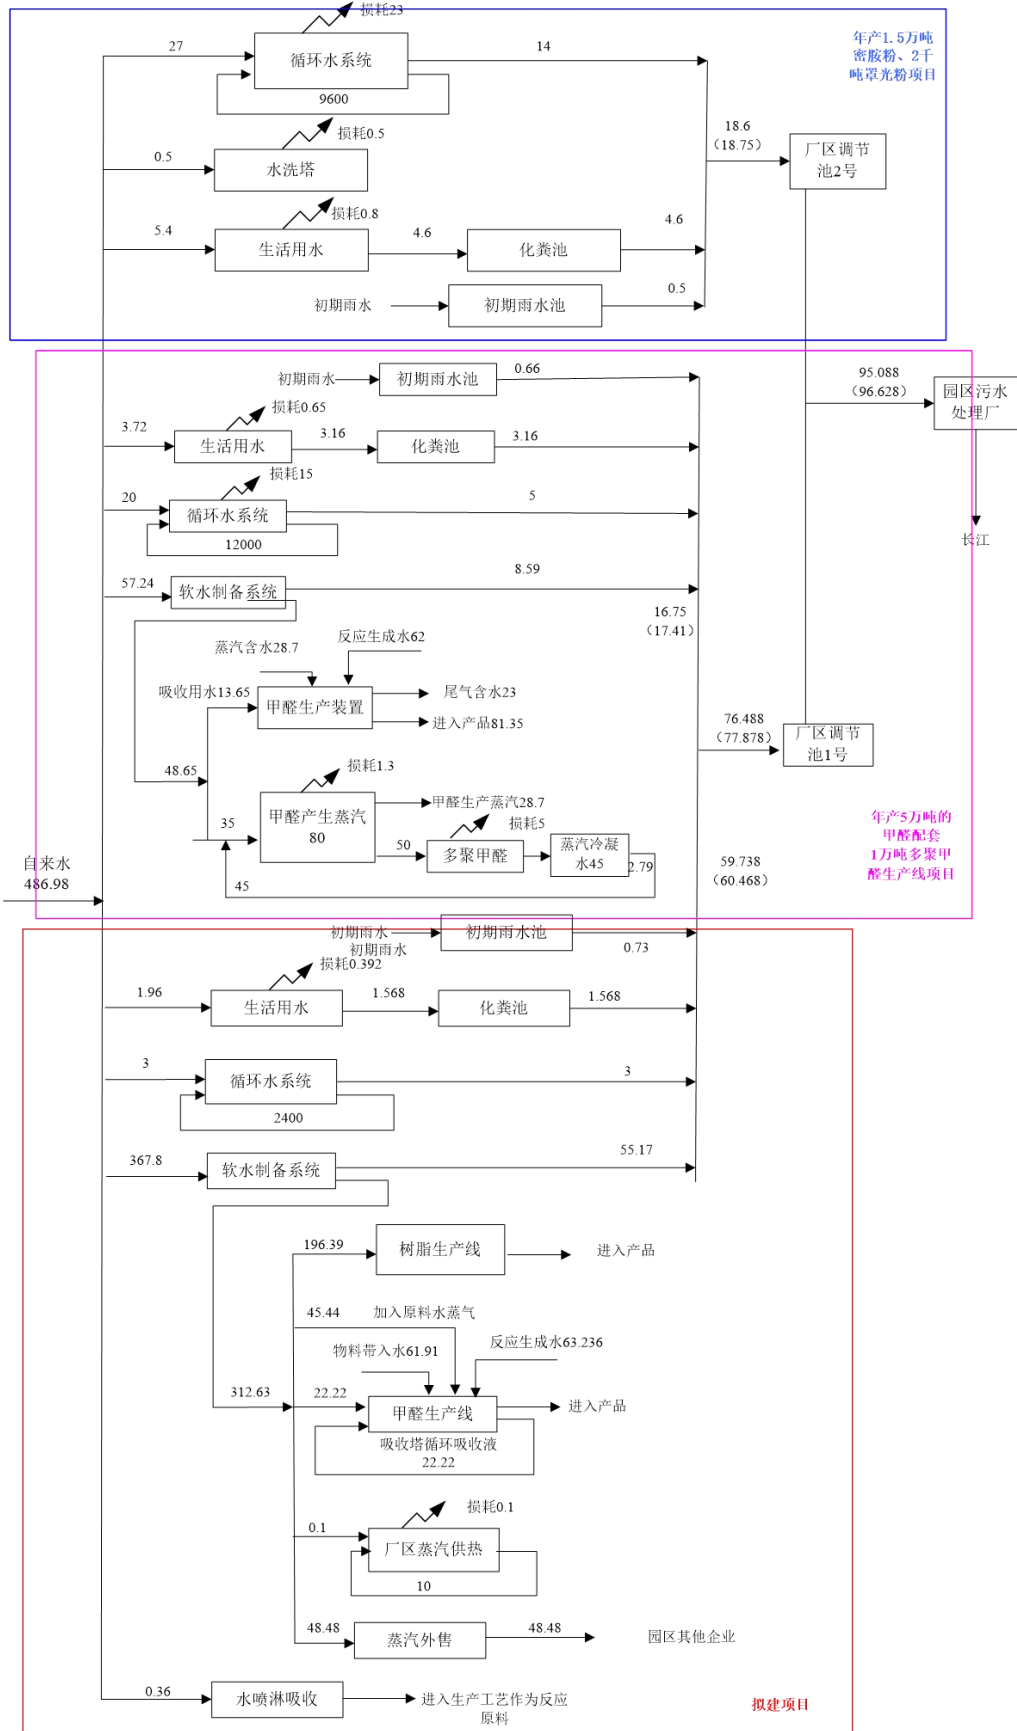 损耗23
27
循环水系统
14
9600
年产1.5万吨
密胺粉、2千
吨罩光粉项目
损耗0.5
0.5
水洗塔
18.6
(18.75)
厂区调节
池2号
损耗0.8
5.4
生活用水
4.6
化粪池
4.6
初期雨水
初期雨水池
0.5
初期雨水
初期雨水池
0.66
95.088
(96.628)
园区污水
处理厂
长江
损耗0.65
3.72
生活用水
3.16
化粪池
3.16
损耗15
20
循环水系统
5
12000
57.24
软水制备系统
8.59
16.75
(17.41)
蒸汽含水28.7
反应生成水62
吸收用水13.65
甲醛生产装置
尾气含水23
进入产品81.35
76.488
(77.878)
厂区调节
池1号
48.65
损耗1.3
35
甲醛产生蒸汽
80
甲醛生产蒸汽28.7
损耗5
50
多聚甲醛
蒸汽冷凝
水45
2.79
45
年产5万吨的
甲醛配套
1万吨多聚甲
醛生产线项目
59.738
(60.468)
自来水
486.98
初期雨水
初期雨水
初期雨水池
0.73
损耗0.392
1.96
生活用水
1.568
化粪池
1.568
3
循环水系统
3
2400
367.8
软水制备系统
55.17
196.39
树脂生产线
进入产品
45.44
加入原料水蒸气
物料带入水61.91
反应生成水63.236
312.63
22.22
甲醛生产线
进入产品
吸收塔循环吸收液
22.22
损耗0.1
0.1
厂区蒸汽供热
10
48.48
蒸汽外售
48.48
园区其他企业
0.36
水喷淋吸收
进入生产工艺作为反应
原料
拟建项目